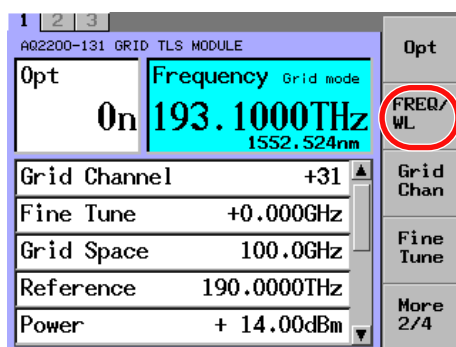 1 2 3
AQ2200-131 GRID TLS MODULE
Opt
On
Frequency Grid mode
193.1000THz
1552.524nm
Grid Channel +31
Fine Tune +0.000GHz
Grid Space 100.0GHz
Reference 190.0000THz
Power + 14.00dBm
Opt
FREQ/
WL
Grid
Chan
Fine
Tune
More
2/4